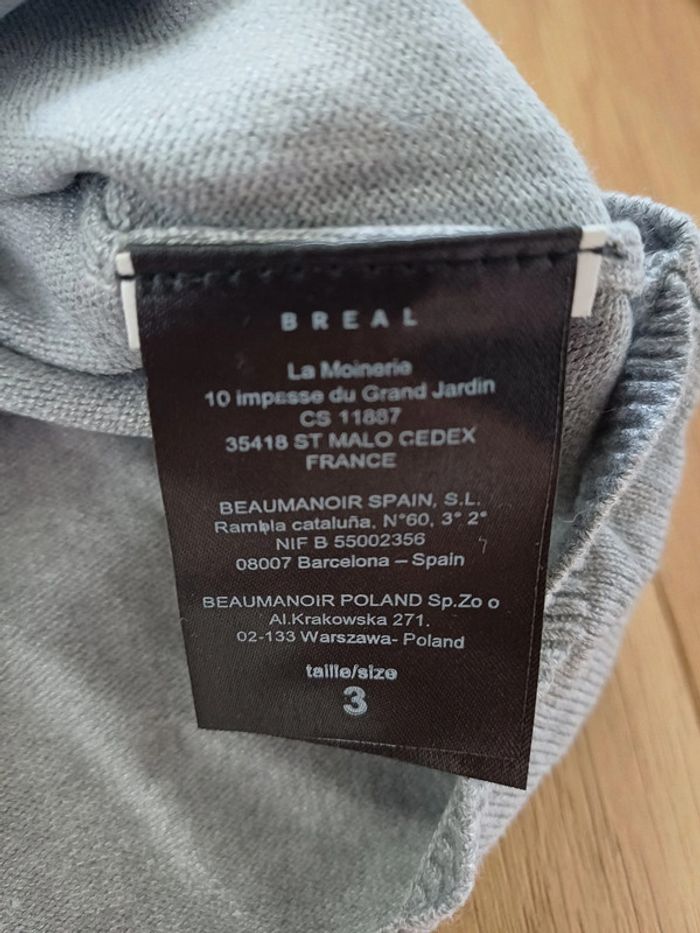 BREAL
La Moinerie
10 impasse du Grand Jardin
CS 11887
35418 ST MALO CEDEX
FRANCE
BEAUMANOIR SPAIN, S.L.
Rambla cataluña, N°60, 3° 2°
NIF B 55002356
08007 Barcelona – Spain
BEAUMANOIR POLAND Sp.Zo o
Al.Krakowska 271.
02-133 Warszawa- Poland
taille/size
3